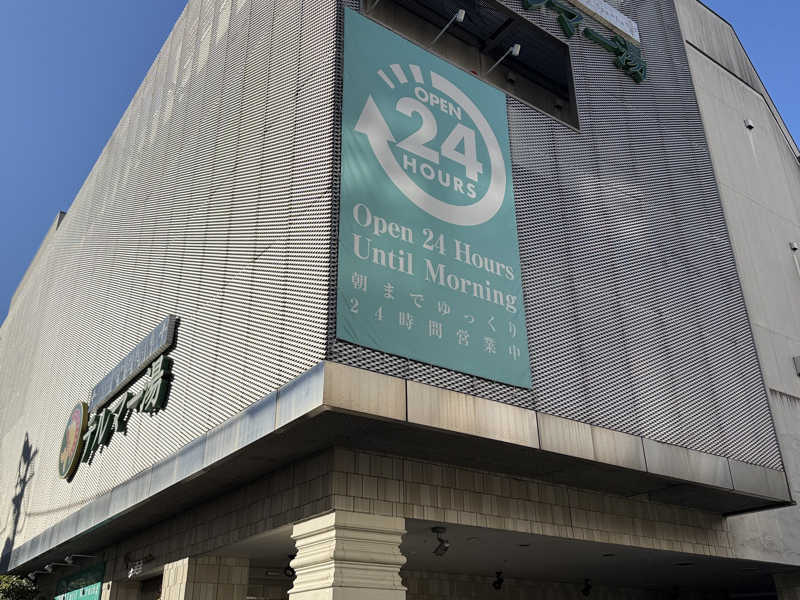 OPEN
24
HOURS
Open 24 Hours
Until Morning
朝までゆっくり
24時間営業中
テルマー湯